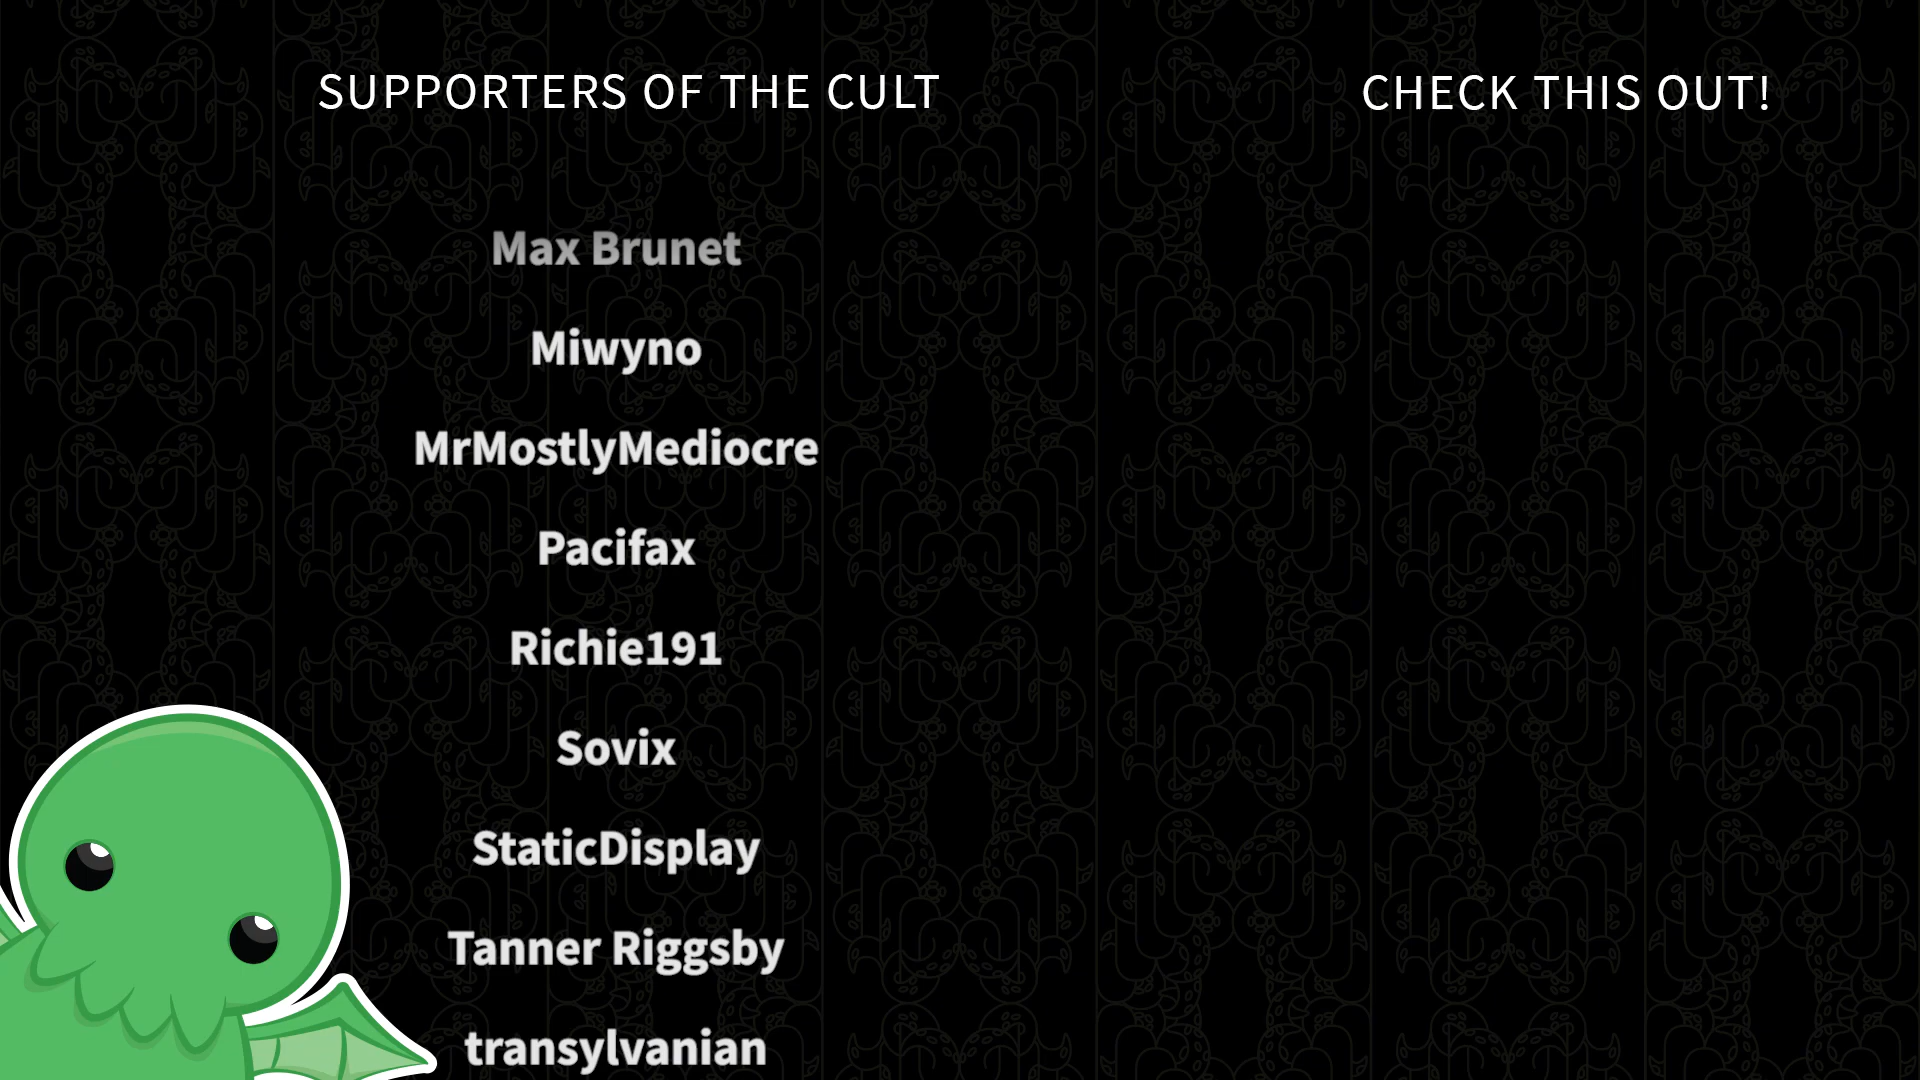 SUPPORTERS OF THE CULT
CHECK THIS OUT!
Max Brunet
Miwyno
MrMostlyMediocre
Pacifax
Richie191
Sovix
StaticDisplay
Tanner Riggsby
transylvanian